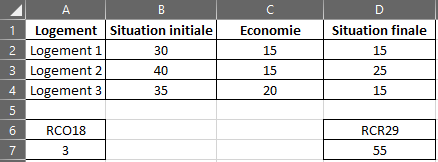 A B C D
1 Logement Situation initiale Economie Situation finale
2 Logement 1 30 15 15
3 Logement 2 40 15 25
4 Logement 3 35 20 15
5
6 RCO18 RCR29
7 3 55